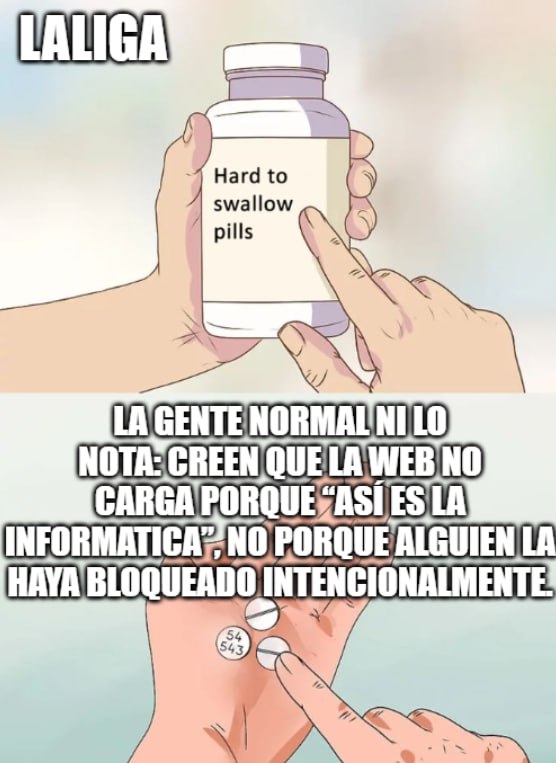 LALIGA
Hard to
swallow
pills
LA GENTE NORMAL NI LO
NOTA: CREEN QUE LA WEB NO
CARGA PORQUE “ASÍ ES LA
INFORMATICA”, NO PORQUE ALGUIEN LA
HAYA BLOQUEADO INTENCIONALMENTE.
54
543